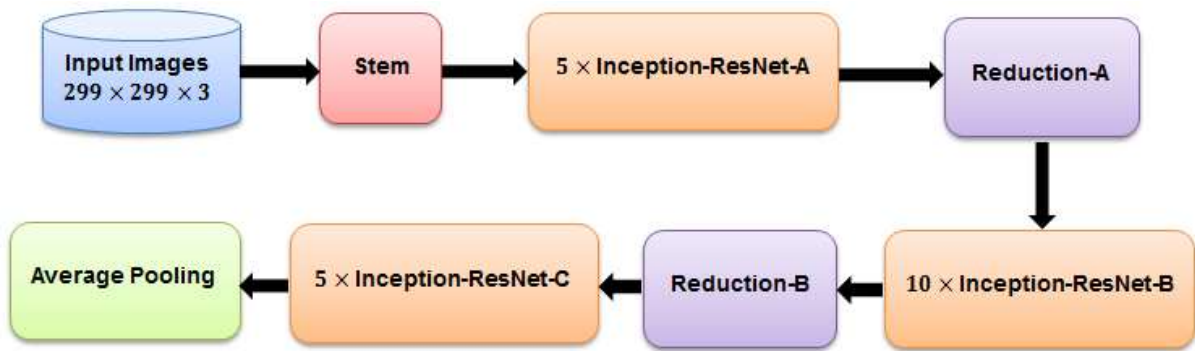 Input Images
299 × 299 × 3
Stem
5 × Inception-ResNet-A
Reduction-A
10 × Inception-ResNet-B
Reduction-B
5 × Inception-ResNet-C
Average Pooling